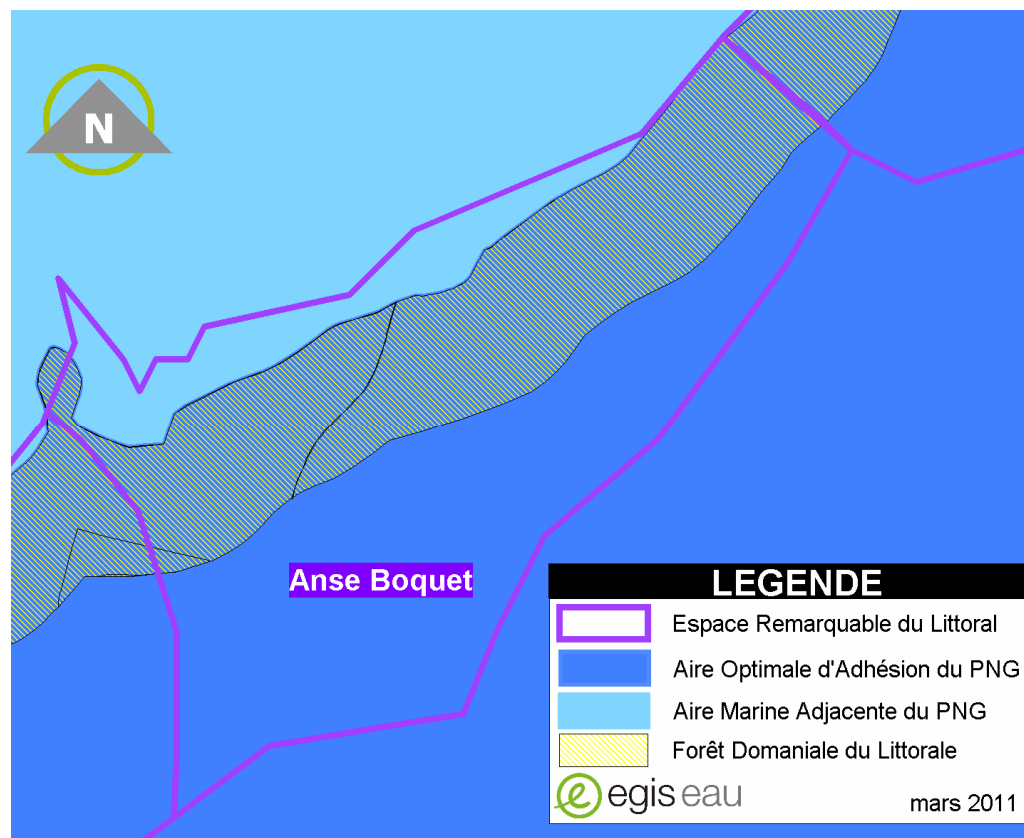 N
Anse Boquet
LEGENDE
Espace Remarquable du Littoral
Aire Optimale d'Adhésion du PNG
Aire Marine Adjacente du PNG
Forêt Domaniale du Littorale
egis eau
mars 2011